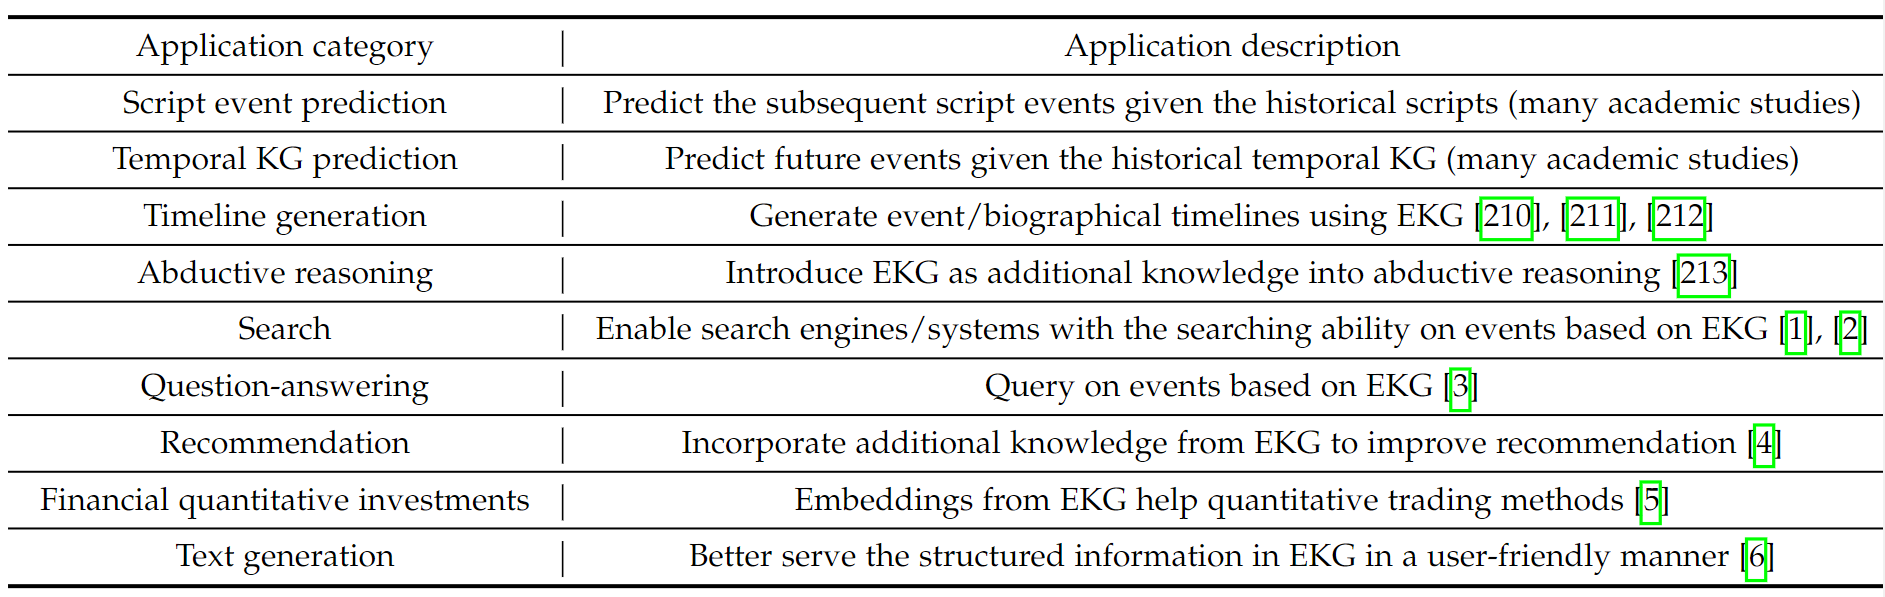 Application category | Application description
Script event prediction | Predict the subsequent script events given the historical scripts (many academic studies)
Temporal KG prediction | Predict future events given the historical temporal KG (many academic studies)
Timeline generation | Generate event/biographical timelines using EKG [210], [211], [212]
Abductive reasoning | Introduce EKG as additional knowledge into abductive reasoning [213]
Search | Enable search engines/systems with the searching ability on events based on EKG [1], [2]
Question-answering | Query on events based on EKG [3]
Recommendation | Incorporate additional knowledge from EKG to improve recommendation [4]
Financial quantitative investments | Embeddings from EKG help quantitative trading methods [5]
Text generation | Better serve the structured information in EKG in a user-friendly manner [6]